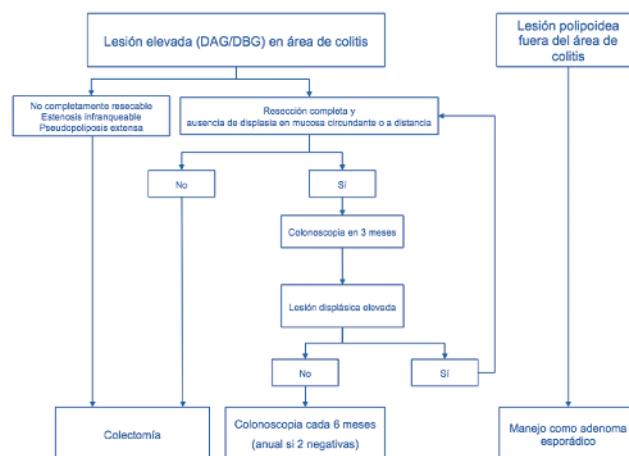 Lesión elevada (DAG/DBG) en área de colitis
Lesión polipoidea
fuera del área de
colitis
No completamente resecable
Estenosis infranqueable
Pseudopoliposis extensa
Resección completa y
ausencia de displasia en mucosa circundante o a distancia
No
Sí
Colonoscopia en 3 meses
Lesión displásica elevada
No
Sí
Colectomía
Colonoscopia cada 6 meses
(anual si 2 negativas)
Manejo como adenoma
esporádico